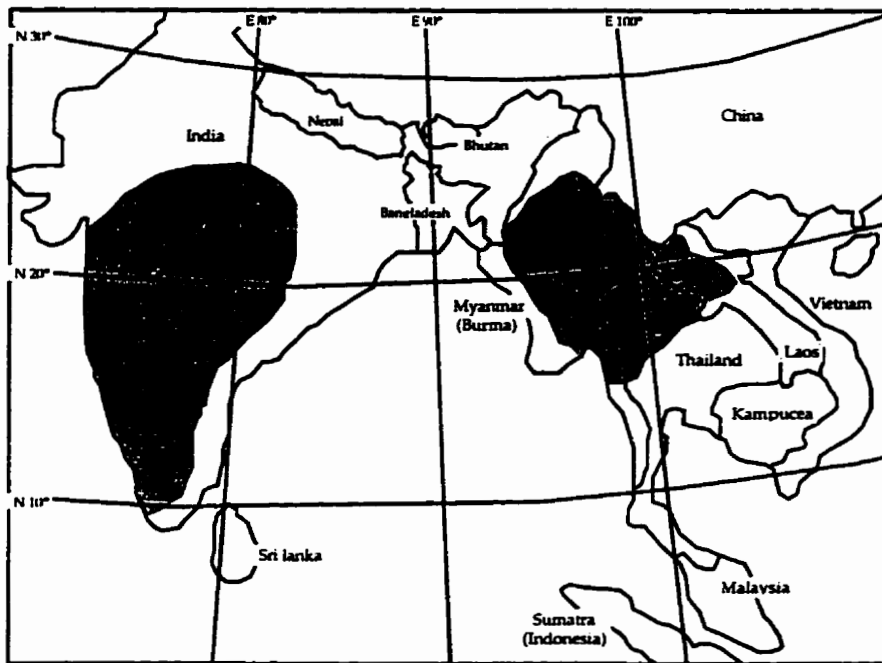 E 80°
E 90°
E 100°
N 30°
China
India
Nepal
Bhutan
Bangladesh
N 20°
Myanmar
(Burma)
Vietnam
Thailand
Laos
Kampucea
N 10°
Sri lanka
Malaysia
Sumatra
(Indonesia)